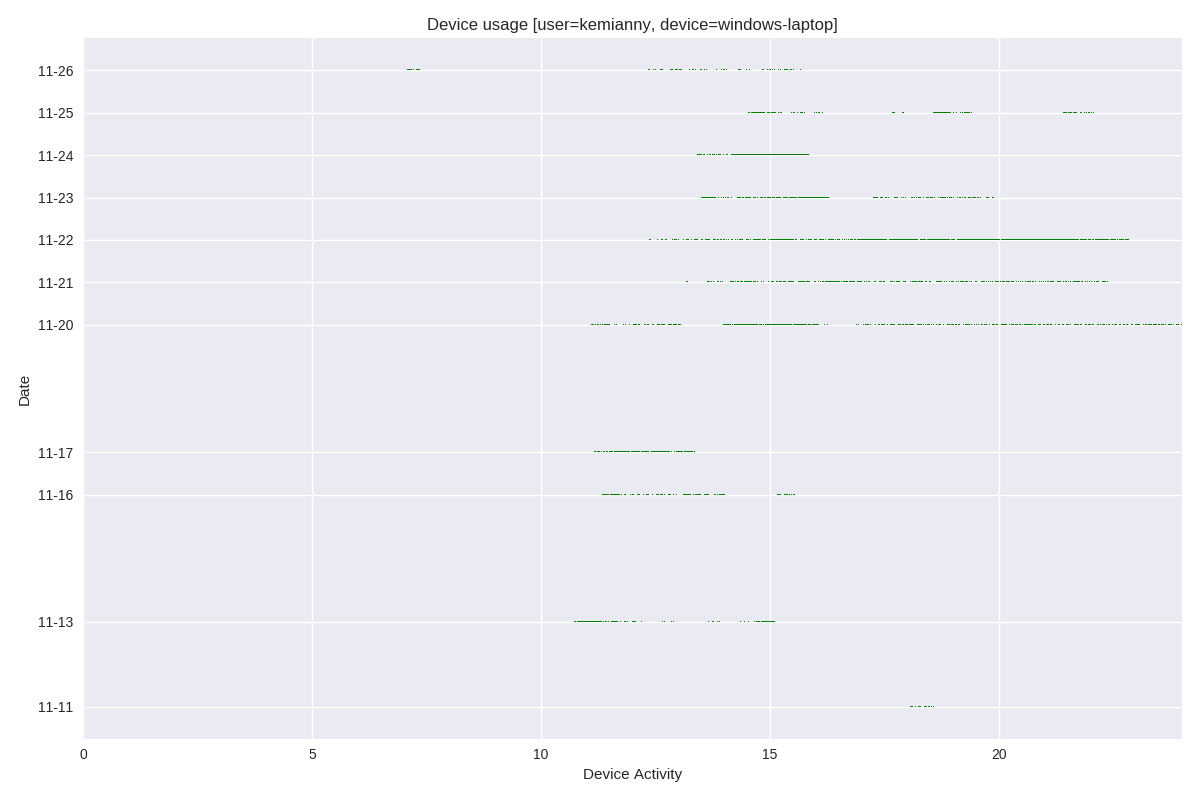 Device usage [user=kemianny, device=windows-laptop]
11-26
11-25
11-24
11-23
11-22
11-21
11-20
Date
11-17
11-16
11-13
11-11
0 5 10 15 20
Device Activity